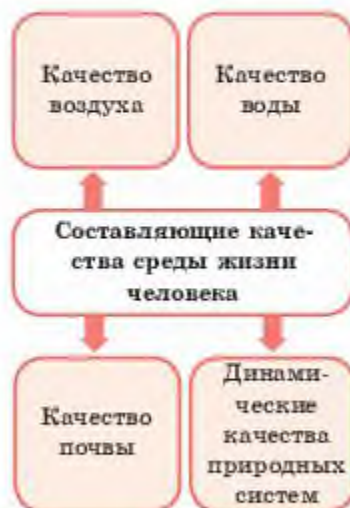 Качество
воздуха
Качество
воды
Составляющие каче-
ства среды жизни
человека
Качество
почвы
Динами-
ческие
качества
природных
систем